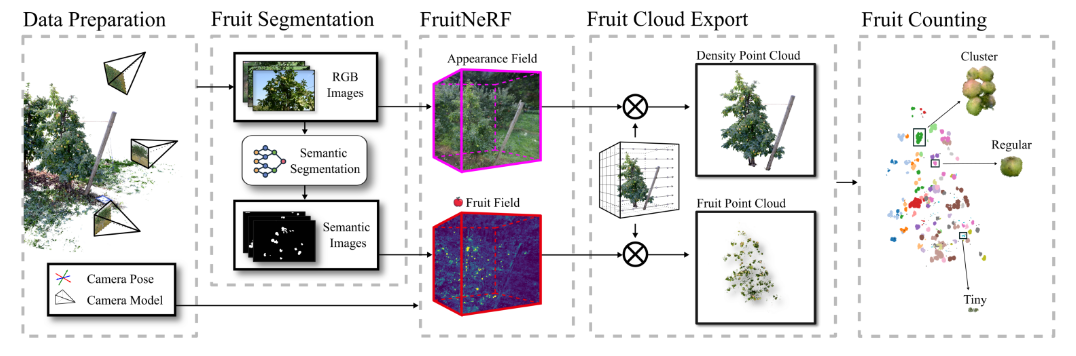 Data Preparation
Camera Pose
Camera Model
Fruit Segmentation
RGB
Images
Semantic
Segmentation
Semantic
Images
FruitNeRF
Appearance Field
Fruit Field
Fruit Cloud Export
Density Point Cloud
Fruit Point Cloud
Fruit Counting
Cluster
Regular
Tiny